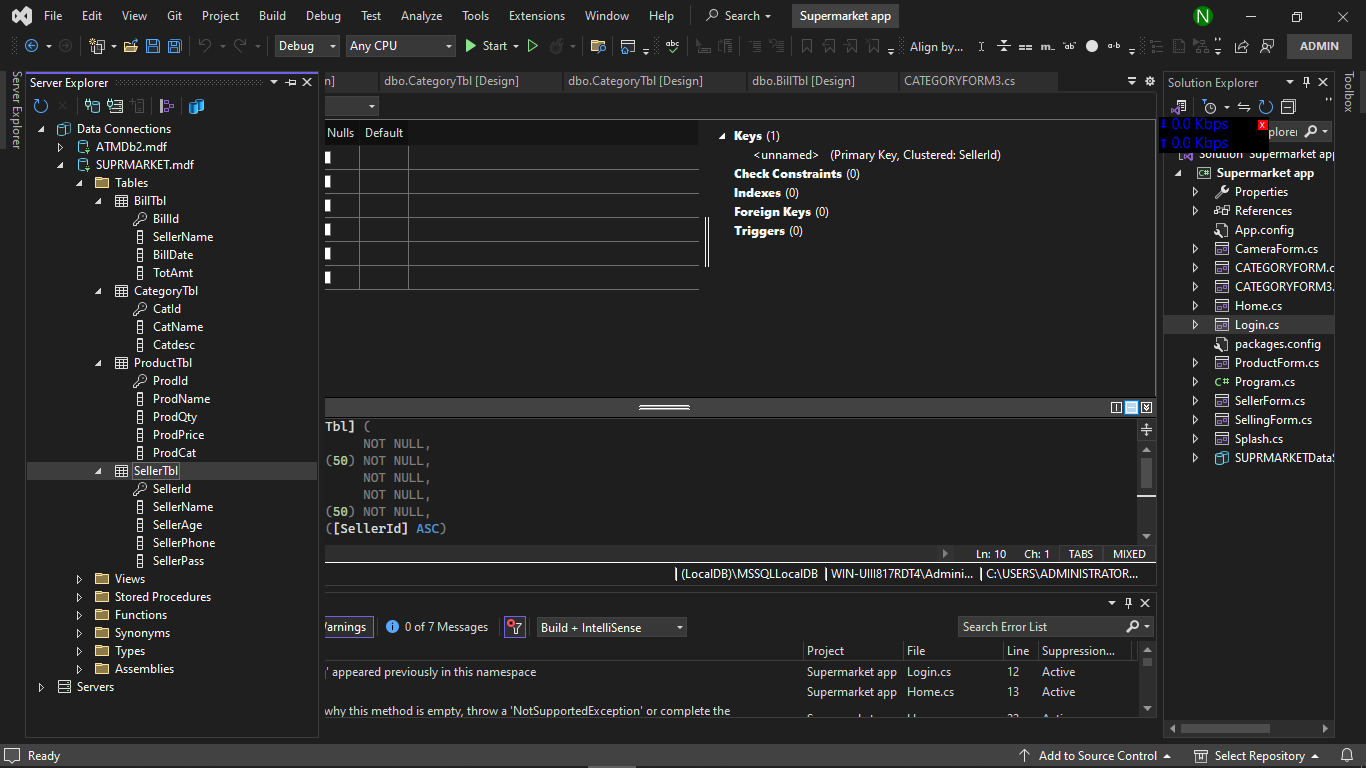 File Edit View Git Project Build Debug Test Analyze Tools Extensions Window Help Search Supermarket app N
Debug Any CPU Start abc Align by... ADMIN
Server Explorer
Server Explorer
Data Connections
ATMDb2.mdf
SUPRMARKET.mdf
Tables
BillTbl
BillId
SellerName
BillDate
TotAmt
CategoryTbl
CatId
CatName
Catdesc
ProductTbl
ProdId
ProdName
ProdQty
ProdPrice
ProdCat
SellerTbl
SellerId
SellerName
SellerAge
SellerPhone
SellerPass
Views
Stored Procedures
Functions
Synonyms
Types
Assemblies
Servers
n] dbo.CategoryTbl [Design] dbo.CategoryTbl [Design] dbo.BillTbl [Design] CATEGORYFORM3.cs
Nulls Default
Keys (1)
<unnamed> (Primary Key, Clustered: SellerId)
Check Constraints (0)
Indexes (0)
Foreign Keys (0)
Triggers (0)
Tbl] (
NOT NULL,
(50) NOT NULL,
NOT NULL,
NOT NULL,
(50) NOT NULL,
([SellerId] ASC)
Ln: 10 Ch: 1 TABS MIXED
(LocalDB)\MSSQLLocalDB WIN-UIII817RDT4\Admini... C:\USERS\ADMINISTRATOR...
Warnings 0 of 7 Messages Build + IntelliSense Search Error List
Project File Line Suppression...
' appeared previously in this namespace Supermarket app Login.cs 12 Active
Supermarket app Home.cs 13 Active
why this method is empty, throw a 'NotSupportedException' or complete the
Solution Explorer
0.0 Kbps x
0.0 Kbps
plorer
Solution 'Supermarket app
Supermarket app
Properties
References
App.config
CameraForm.cs
CATEGORYFORM.c
CATEGORYFORM3.
Home.cs
Login.cs
packages.config
ProductForm.cs
C# Program.cs
SellerForm.cs
SellingForm.cs
Splash.cs
SUPRMARKETDataS
Toolbox
Ready Add to Source Control Select Repository